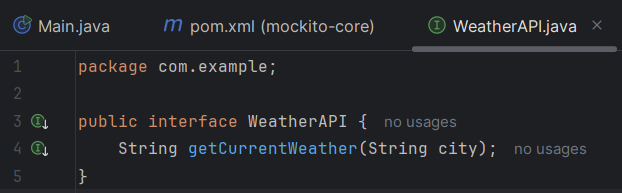 Main.java pom.xml (mockito-core) WeatherAPI.java
1 package com.example;
2
3 public interface WeatherAPI { no usages
4 String getCurrentWeather(String city); no usages
5 }